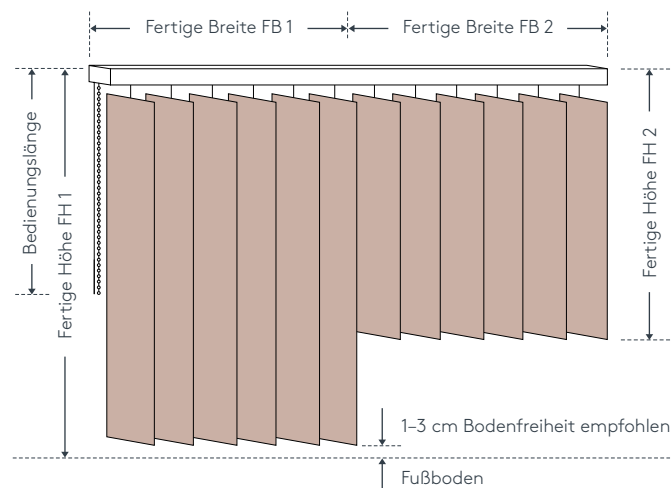 Fertige Breite FB 1
Fertige Breite FB 2
Bedienungslänge
Fertige Höhe FH 1
Fertige Höhe FH 2
1–3 cm Bodenfreiheit empfohlen
Fußboden